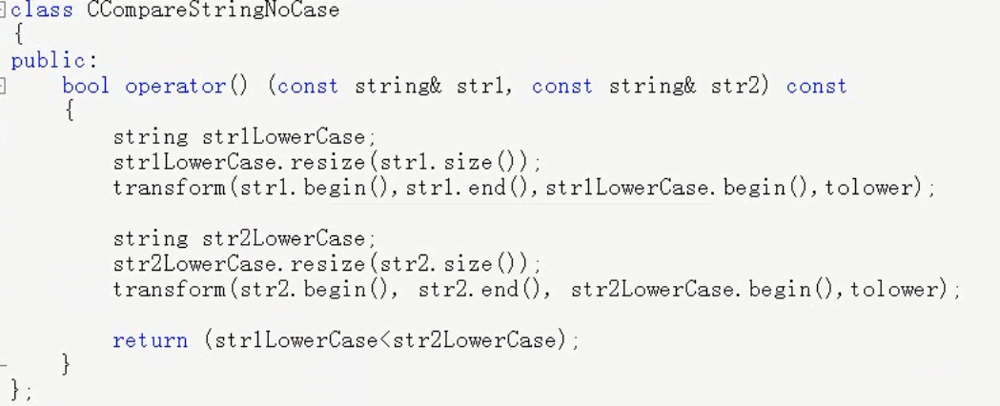 class CCompareStringNoCase
{
public:
    bool operator() (const string& str1, const string& str2) const
    {
        string str1LowerCase;
        str1LowerCase.resize(str1.size());
        transform(str1.begin(),str1.end(),str1LowerCase.begin(),tolower);

        string str2LowerCase;
        str2LowerCase.resize(str2.size());
        transform(str2.begin(), str2.end(), str2LowerCase.begin(),tolower);

        return (str1LowerCase<str2LowerCase);
    }
};